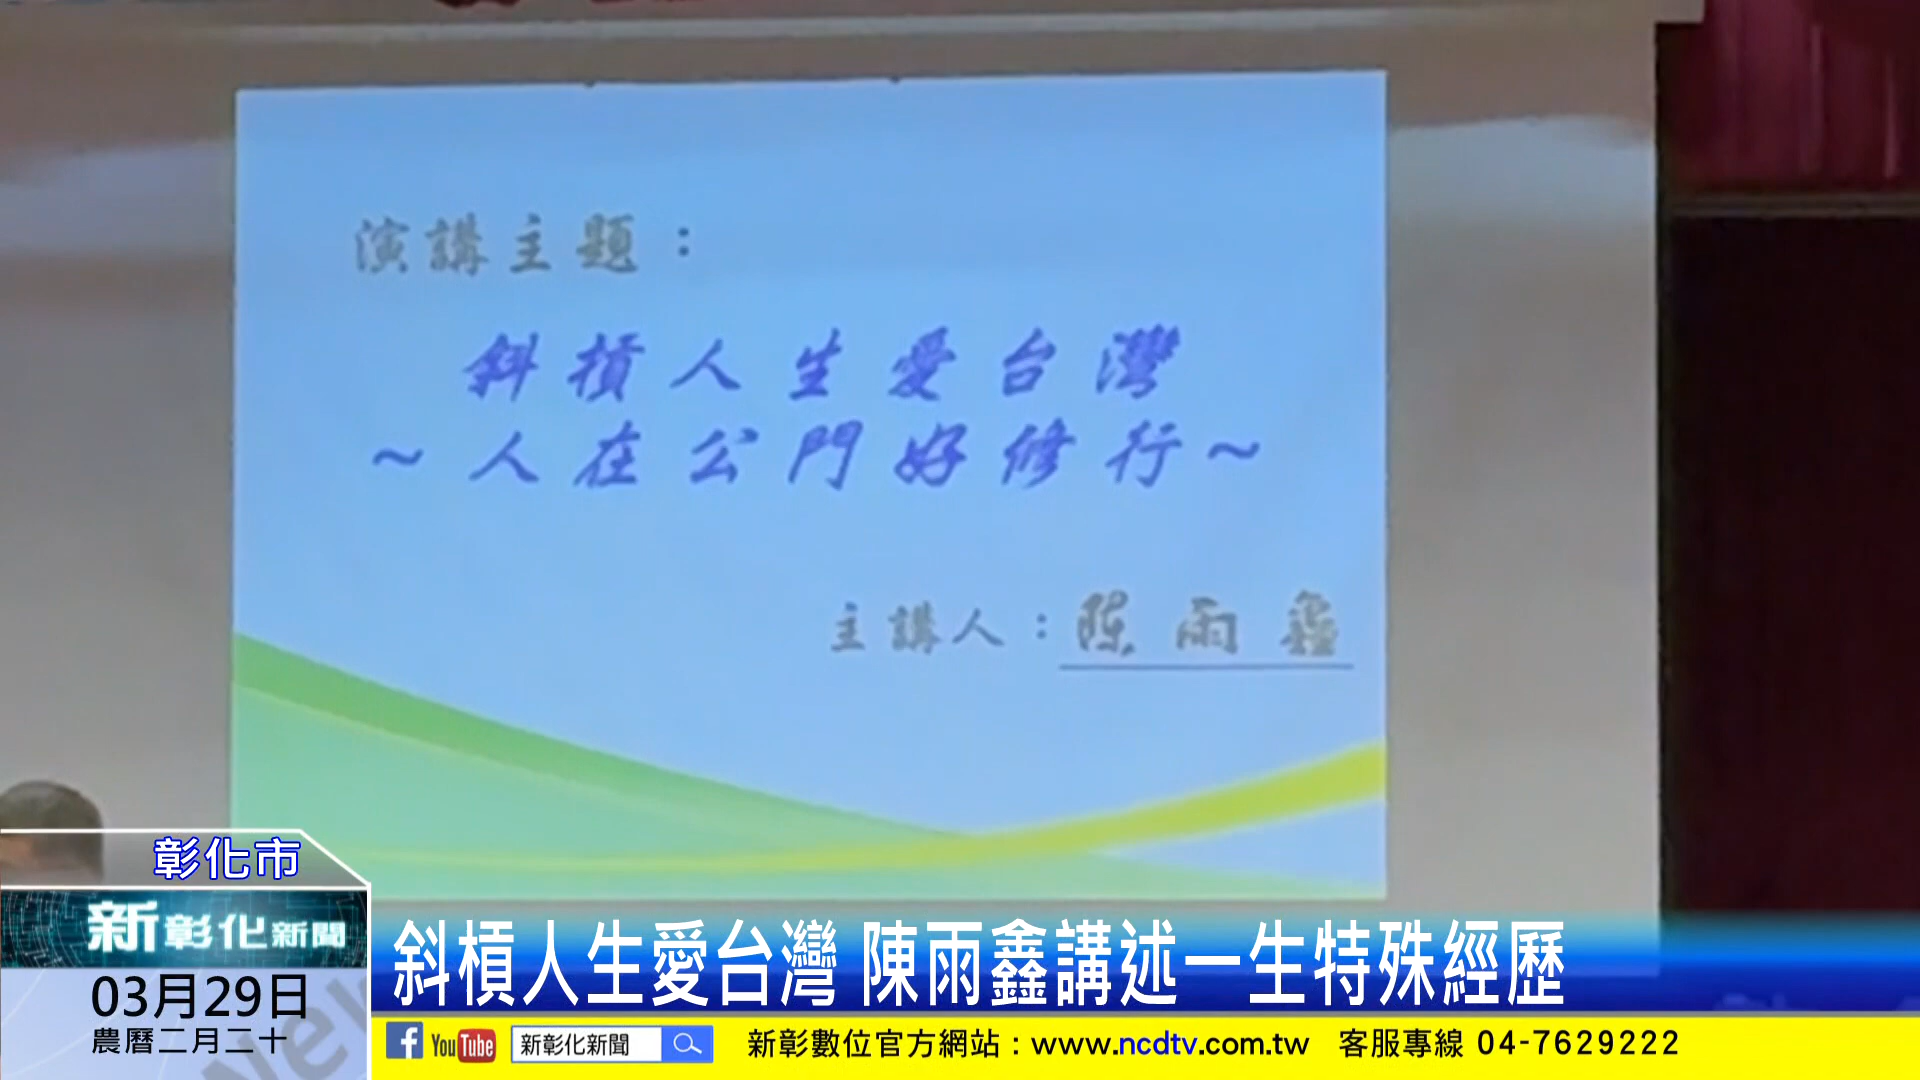 演講主題：
斜槓人生愛台灣
~人在公門好修行~
主講人：陳雨鑫
彰化市
新彰化新聞
03月29日
農曆二月二十
斜槓人生愛台灣 陳雨鑫講述一生特殊經歷
f YouTube 新彰化新聞 新彰數位官方網站：www.ncdtv.com.tw 客服專線 04-7629222